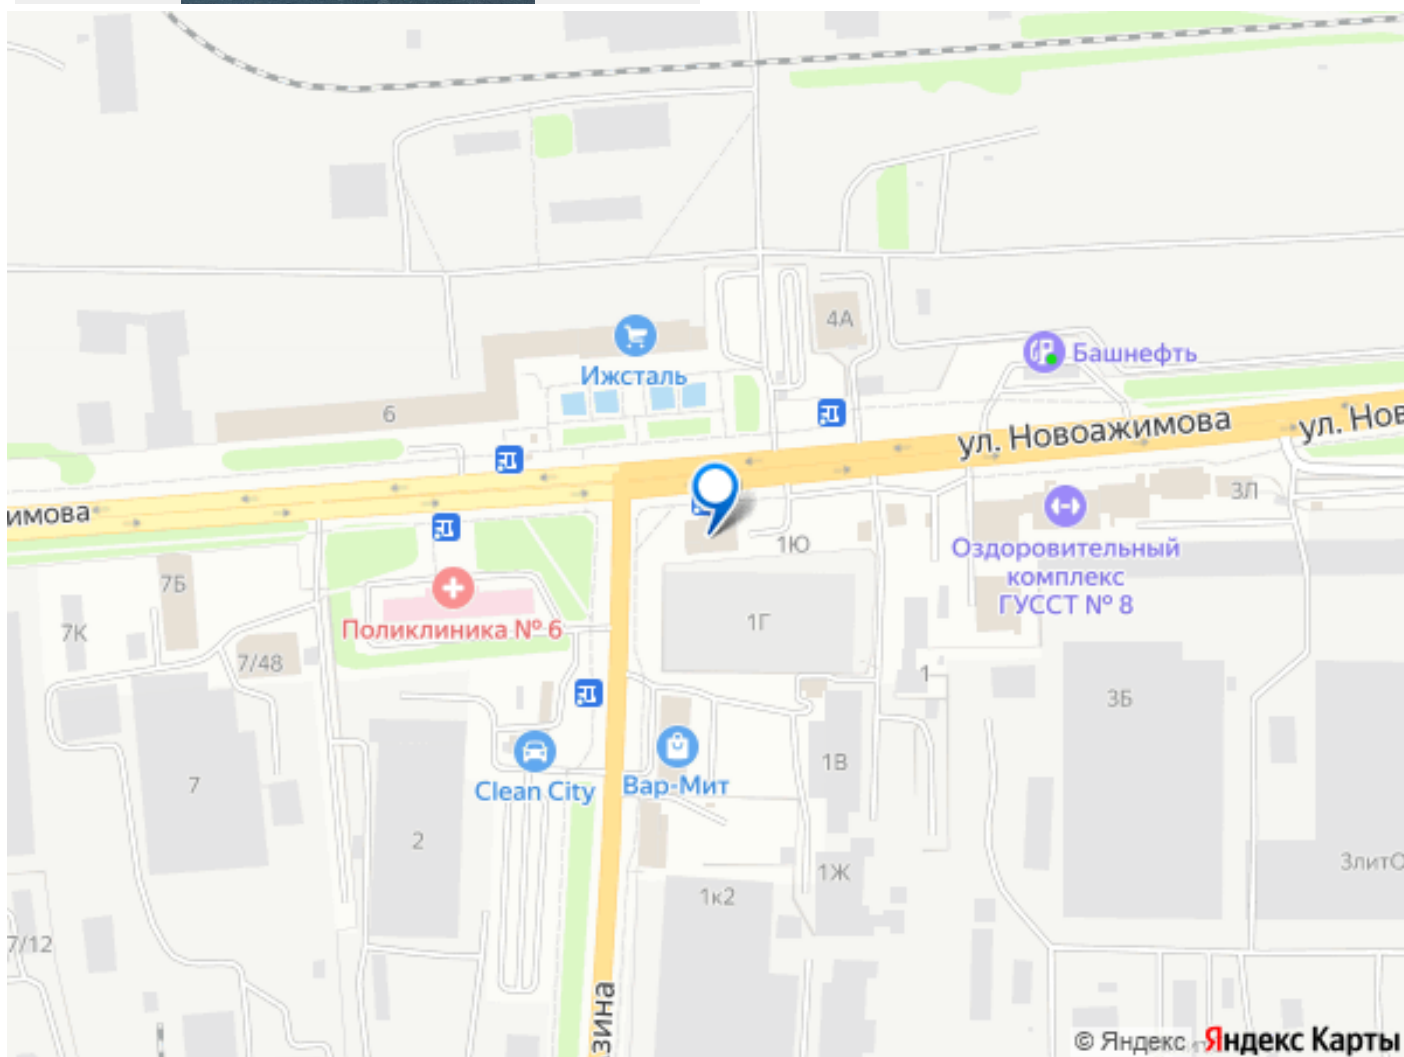 4А
Башнефть
Ижсталь
6
ул. Новоажимова
ул. Нов
имова
3Л
1Ю
Оздоровительный
комплекс
ГУССТ № 8
7Б
7К
Поликлиника № 6
1Г
7/48
1
3Б
1В
7
Clean City
Вар-Мит
2
1Ж
3литО
1к2
7/12
зина
© Яндекс Яндекс Карты